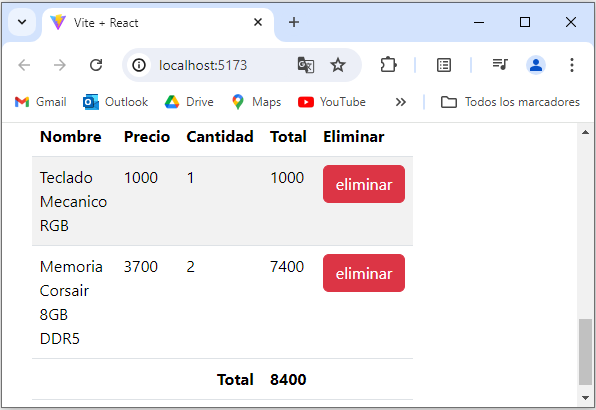 Vite + React
localhost:5173
Gmail Outlook Drive Maps YouTube Todos los marcadores
Nombre Precio Cantidad Total Eliminar
Teclado 1000 1 1000 eliminar
Mecanico
RGB
Memoria 3700 2 7400 eliminar
Corsair
8GB
DDR5
Total 8400